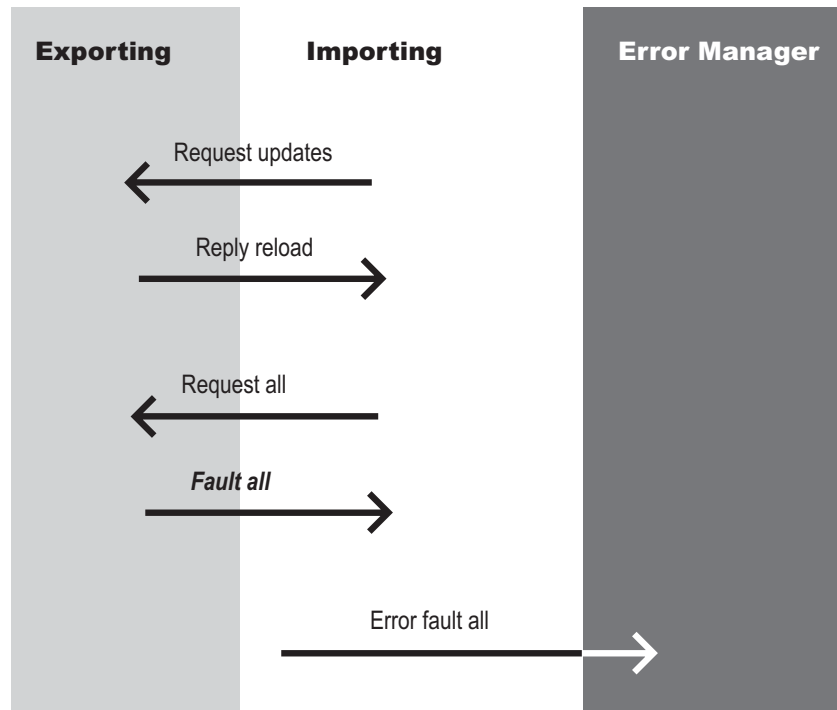 Exporting
Importing
Error Manager
Request updates
Reply reload
Request all
Fault all
Error fault all